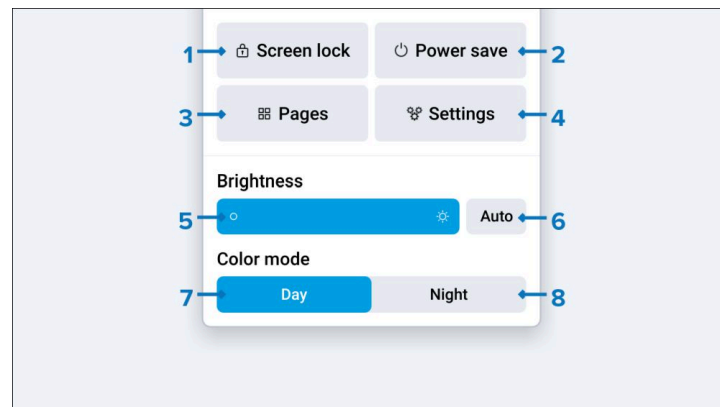 1 Screen lock Power save 2
3 Pages Settings 4
Brightness
5 Auto 6
Color mode
7 Day Night 8